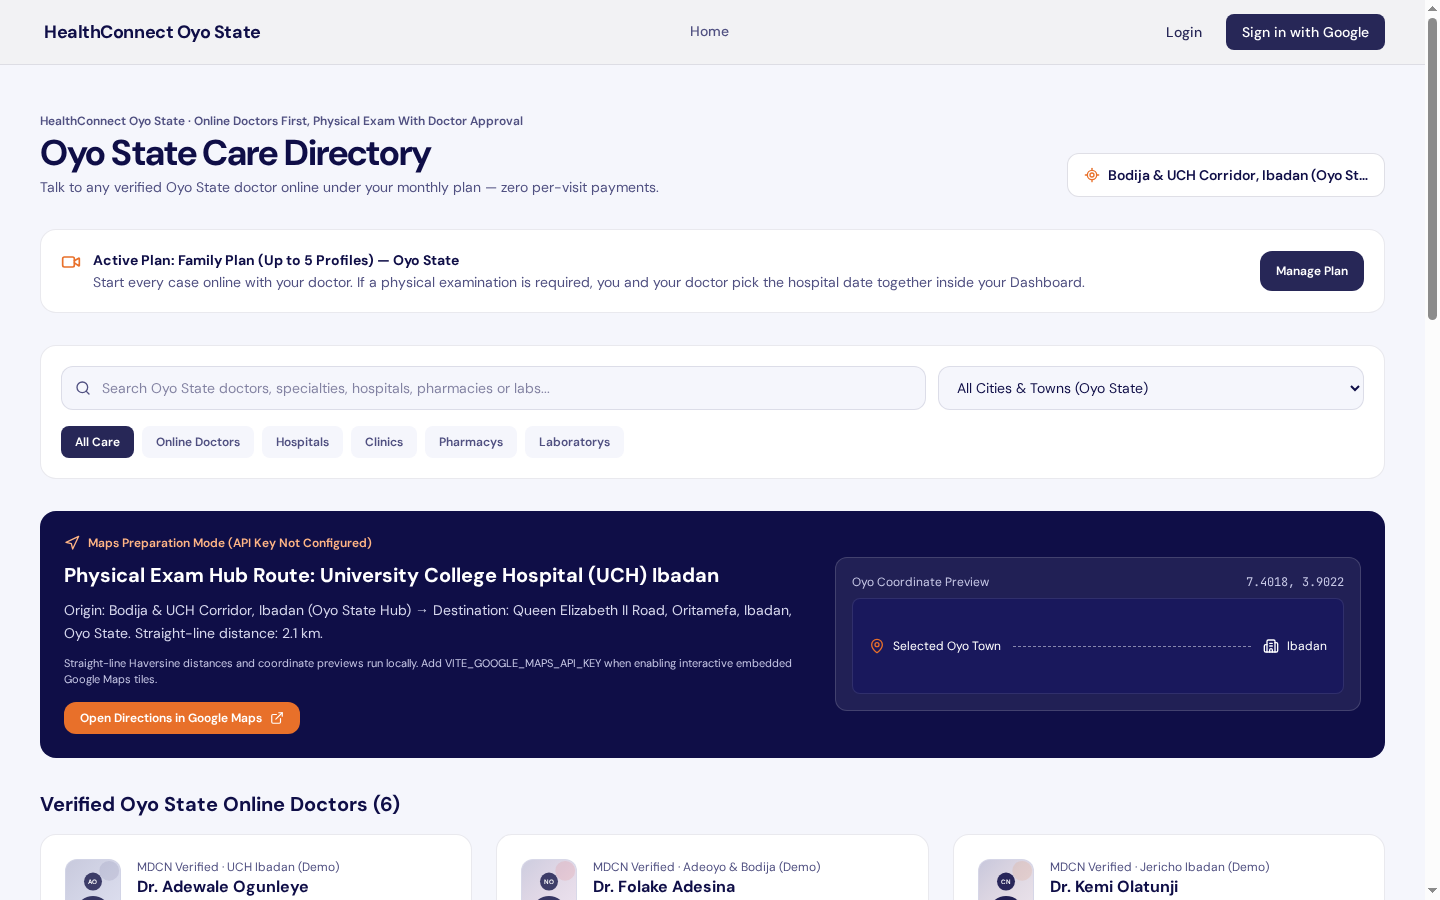 HealthConnect Oyo State
Home
Login
Sign in with Google
HealthConnect Oyo State · Online Doctors First, Physical Exam With Doctor Approval
Oyo State Care Directory
Talk to any verified Oyo State doctor online under your monthly plan — zero per-visit payments.
Bodija & UCH Corridor, Ibadan (Oyo St...
Active Plan: Family Plan (Up to 5 Profiles) — Oyo State
Start every case online with your doctor. If a physical examination is required, you and your doctor pick the hospital date together inside your Dashboard.
Manage Plan
Search Oyo State doctors, specialties, hospitals, pharmacies or labs...
All Cities & Towns (Oyo State)
All Care
Online Doctors
Hospitals
Clinics
Pharmacys
Laboratorys
Maps Preparation Mode (API Key Not Configured)
Physical Exam Hub Route: University College Hospital (UCH) Ibadan
Origin: Bodija & UCH Corridor, Ibadan (Oyo State Hub) → Destination: Queen Elizabeth II Road, Oritamefa, Ibadan,
Oyo State. Straight-line distance: 2.1 km.
Straight-line Haversine distances and coordinate previews run locally. Add VITE_GOOGLE_MAPS_API_KEY when enabling interactive embedded
Google Maps tiles.
Open Directions in Google Maps
Oyo Coordinate Preview
7.4018, 3.9022
Selected Oyo Town
Ibadan
Verified Oyo State Online Doctors (6)
AO
MDCN Verified · UCH Ibadan (Demo)
Dr. Adewale Ogunleye
NO
MDCN Verified · Adeoyo & Bodija (Demo)
Dr. Folake Adesina
CN
MDCN Verified · Jericho Ibadan (Demo)
Dr. Kemi Olatunji